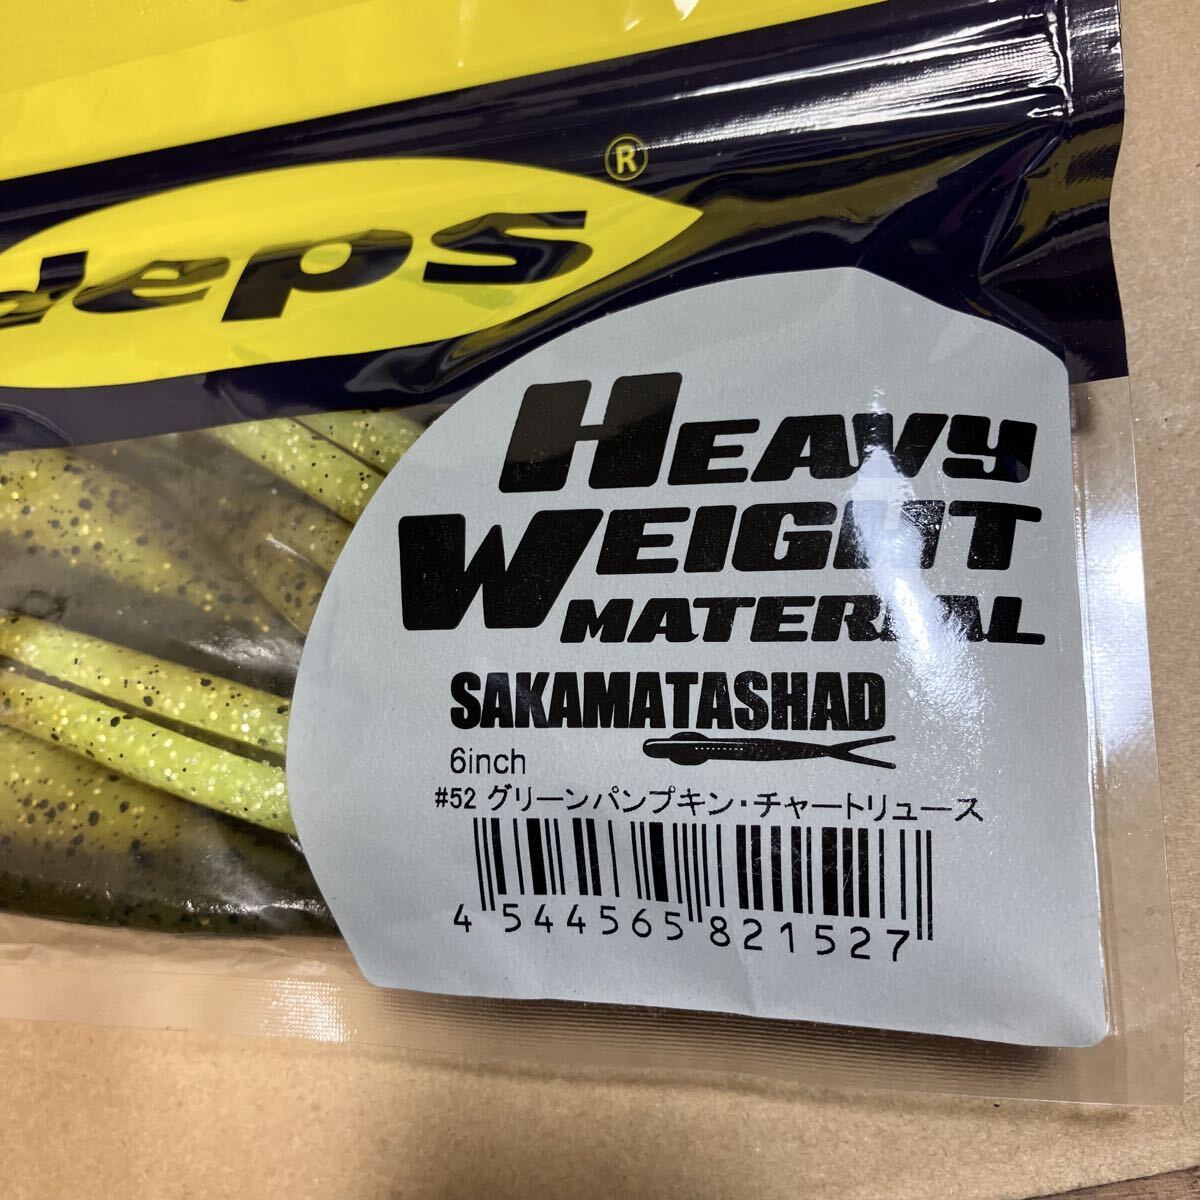 deps®
HEAVY
WEIGHT
MATERIAL
SAKAMATASHAD
6inch
#52 グリーンパンプキン・チャートリュース
4 544565 821527